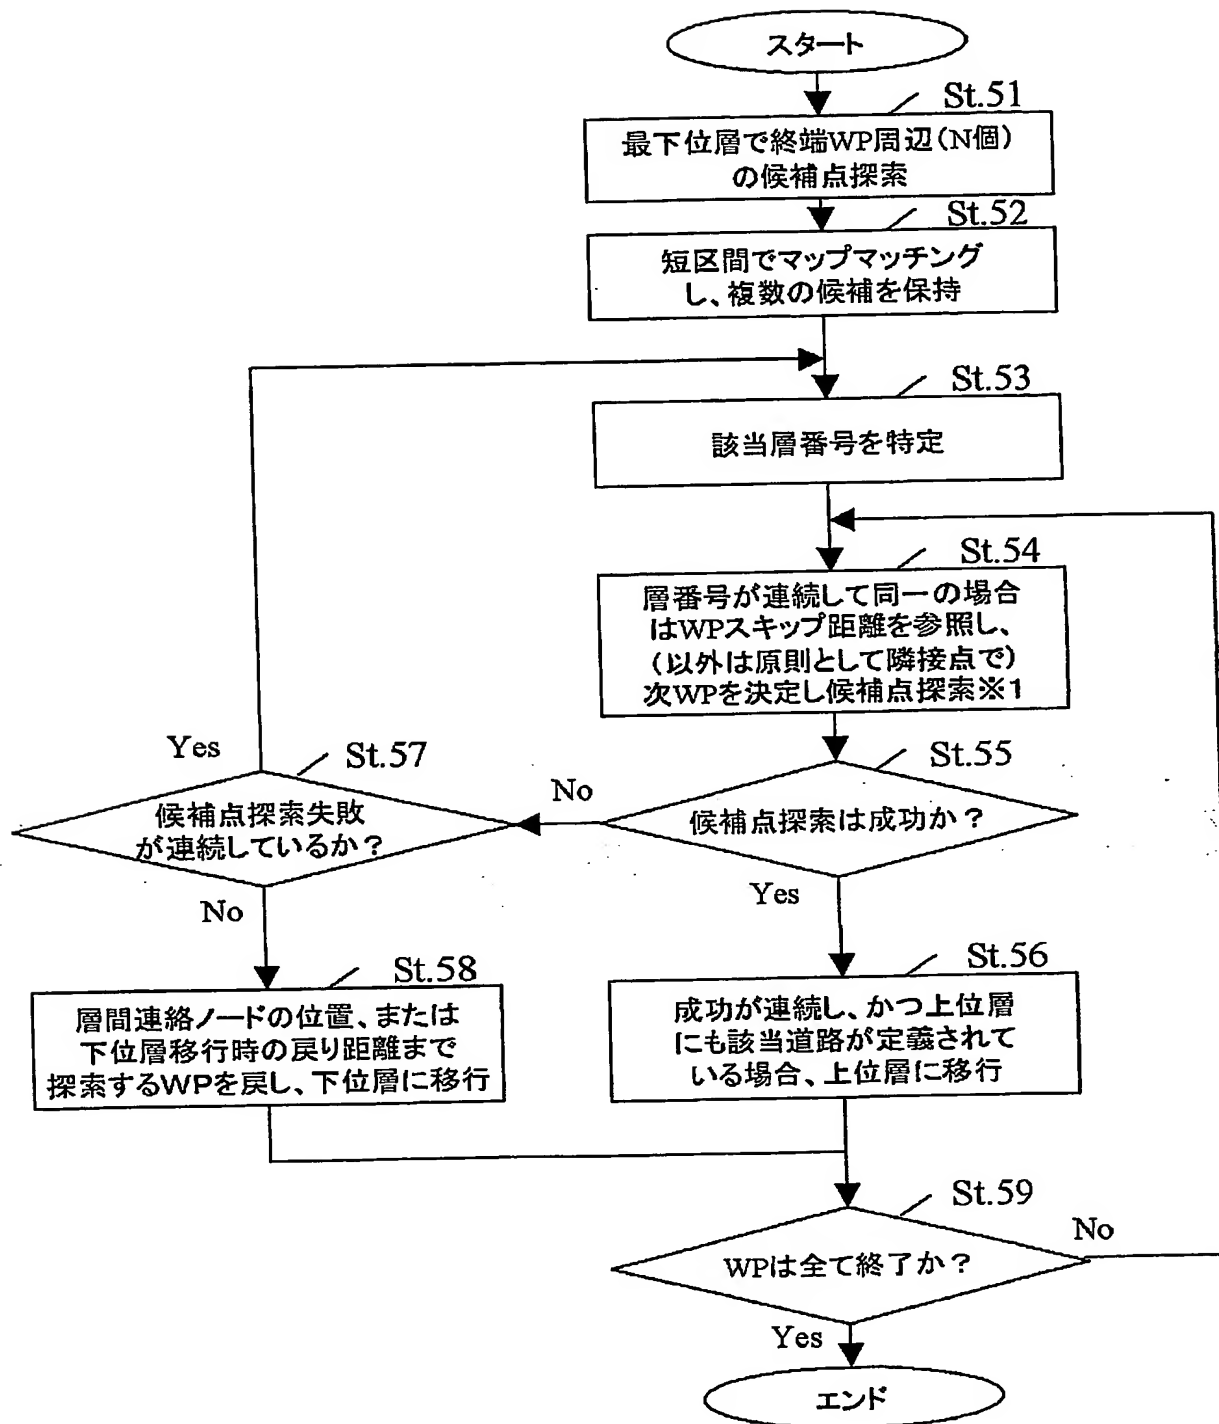 スタート
St.51
最下位層で終端WP周辺(N個)
の候補点探索
St.52
短区間でマップマッチング
し、複数の候補を保持
St.53
該当層番号を特定
St.54
層番号が連続して同一の場合
はWPスキップ距離を参照し、
(以外は原則として隣接点で)
次WPを決定し候補点探索※1
St.55
候補点探索は成功か?
No
Yes
St.57
候補点探索失敗
が連続しているか?
Yes
No
St.58
層間連絡ノードの位置、または
下位層移行時の戻り距離まで
探索するWPを戻し、下位層に移行
St.56
成功が連続し、かつ上位層
にも該当道路が定義されて
いる場合、上位層に移行
St.59
WPは全て終了か?
No
Yes
エンド